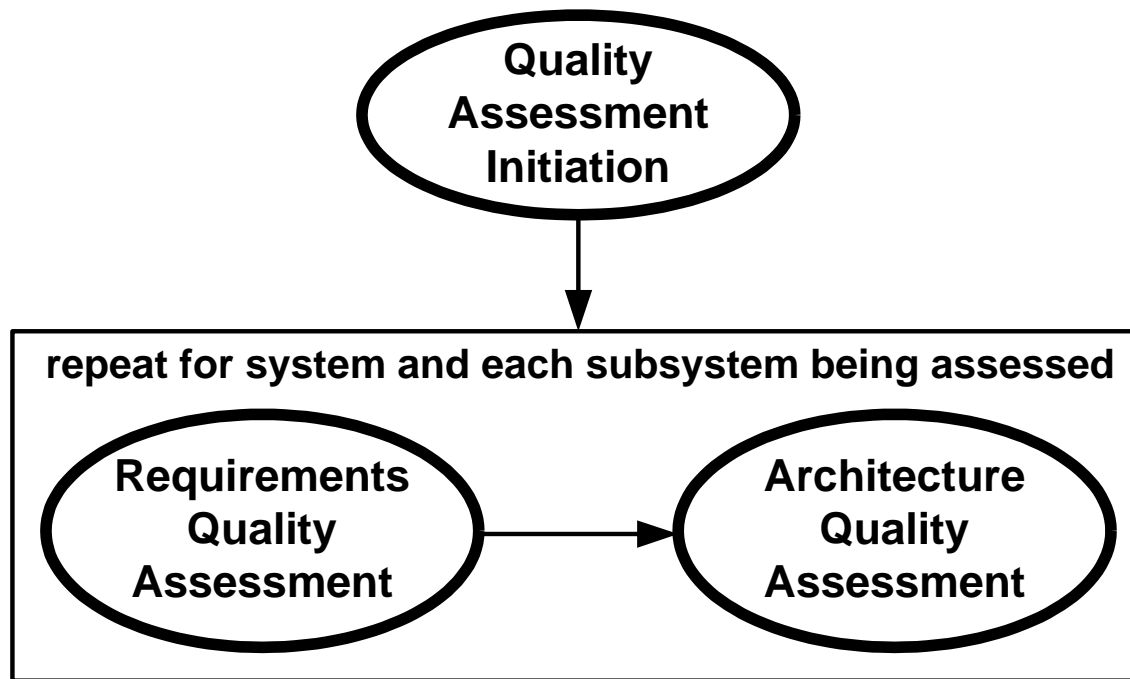 Quality
Assessment
Initiation
repeat for system and each subsystem being assessed
Requirements
Quality
Assessment
Architecture
Quality
Assessment